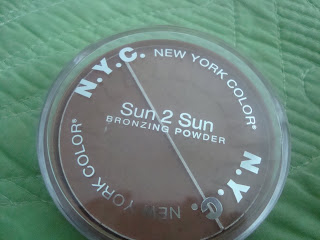 N.Y.C. NEW YORK COLOR®
Sun 2 Sun
BRONZING POWDER
N.Y.C. NEW YORK COLOR®